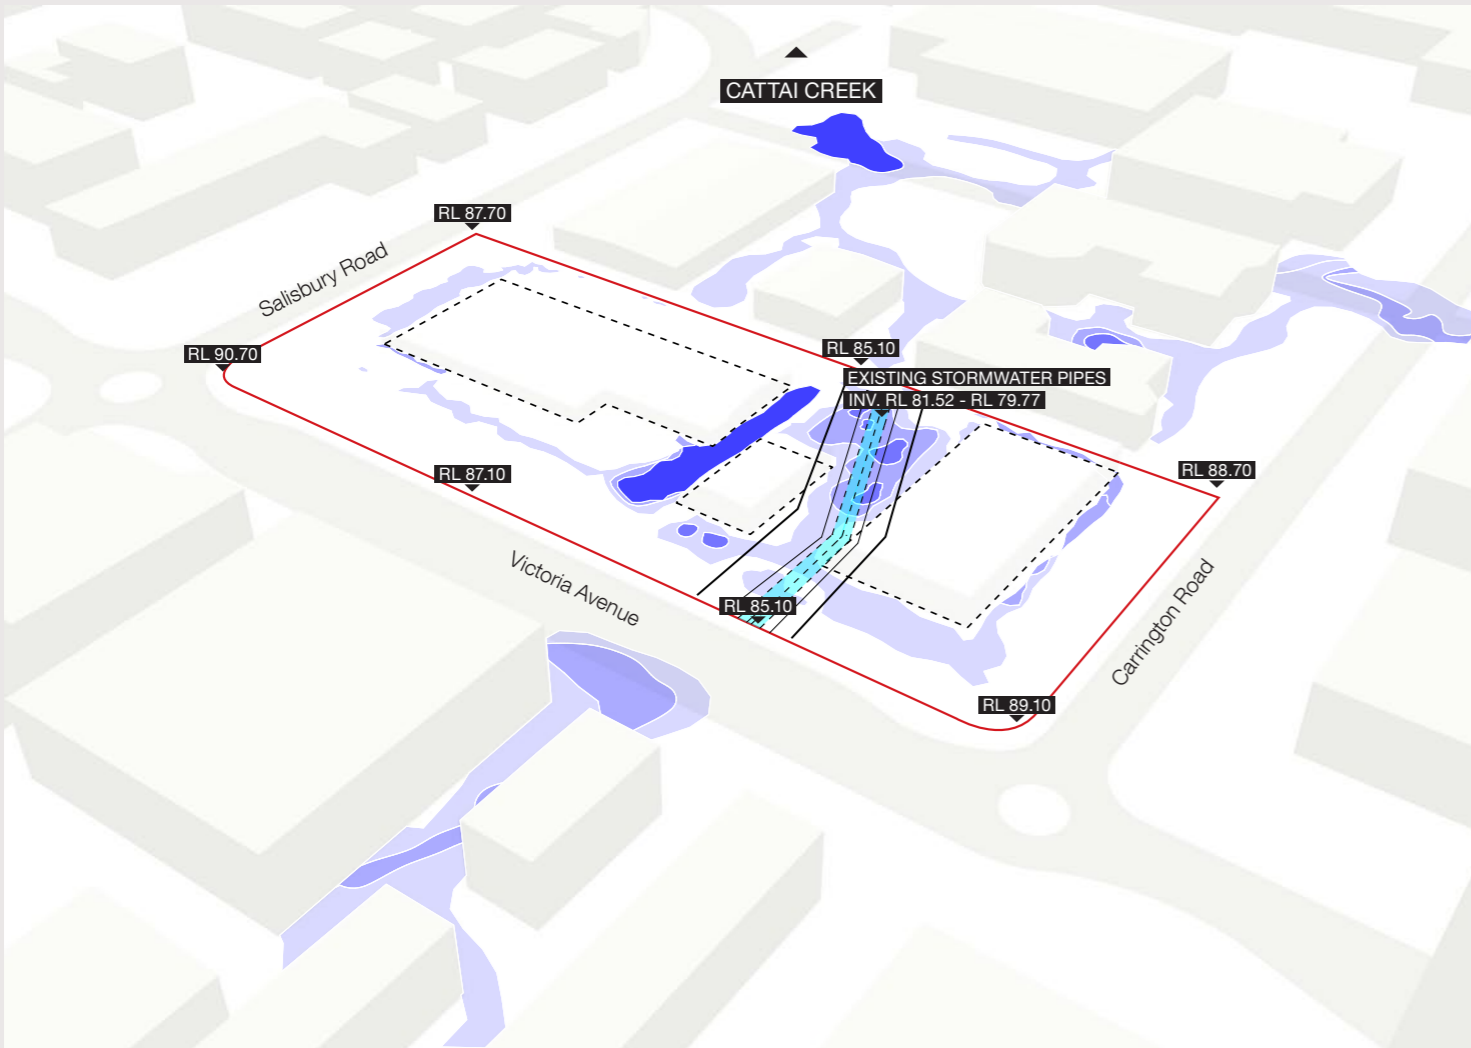 CATTAI CREEK
RL 87.70
Salisbury Road
RL 90.70
RL 85.10
EXISTING STORMWATER PIPES
INV. RL 81.52 - RL 79.77
RL 87.10
RL 88.70
Victoria Avenue
RL 85.10
Carrington Road
RL 89.10